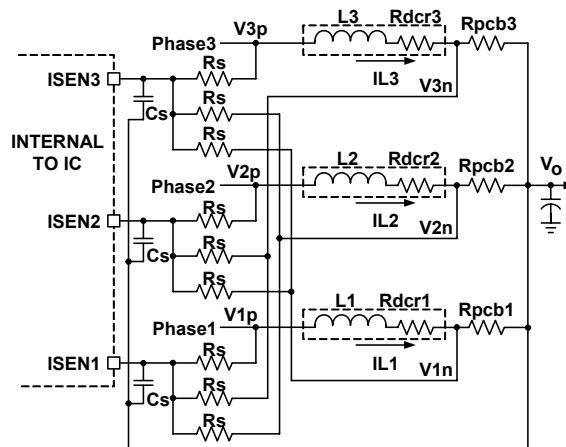 V3p
L3
Rdcr3
Rpcb3
Phase3
Rs
IL3
V3n
ISEN3
Rs
Cs
Rs
INTERNAL
TO IC
V2p
L2
Rdcr2
Rpcb2
Vo
Phase2
Rs
IL2
V2n
ISEN2
Rs
Cs
Rs
V1p
L1
Rdcr1
Rpcb1
Phase1
Rs
IL1
V1n
ISEN1
Rs
Cs
Rs